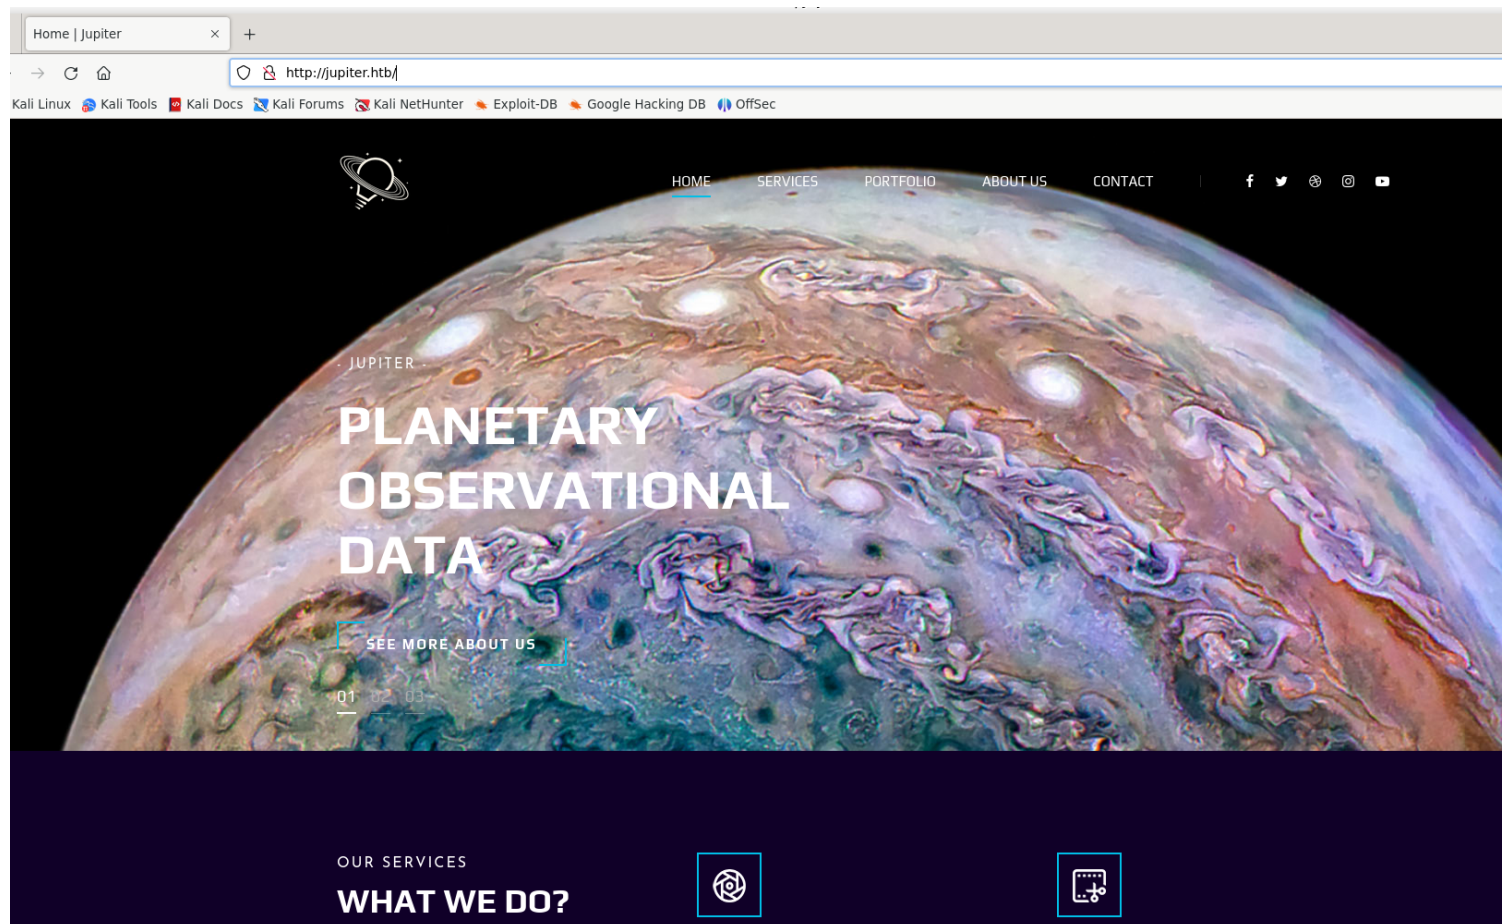 Home | Jupiter
http://jupiter.htb/
Kali Linux Kali Tools Kali Docs Kali Forums Kali NetHunter Exploit-DB Google Hacking DB OffSec
HOME SERVICES PORTFOLIO ABOUT US CONTACT
- JUPITER -
PLANETARY
OBSERVATIONAL
DATA
SEE MORE ABOUT US
01 02 03
OUR SERVICES
WHAT WE DO?